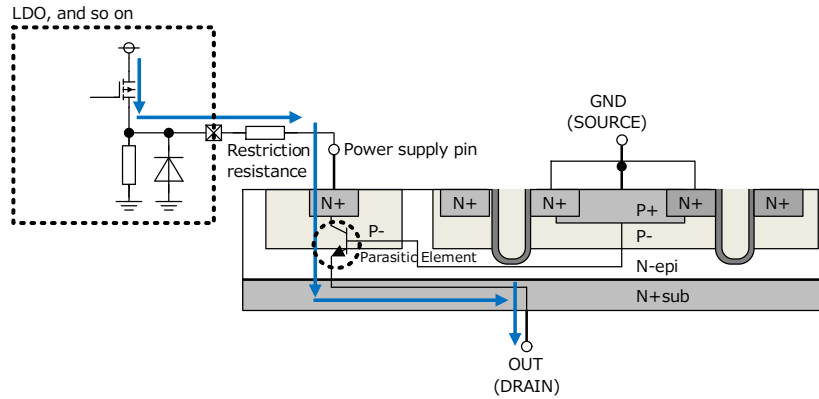 LDO, and so on
GND
(SOURCE)
Restriction
resistance
Power supply pin
N+
N+
N+
N+
N+
P+
P-
P-
Parasitic Element
N-epi
N+sub
OUT
(DRAIN)